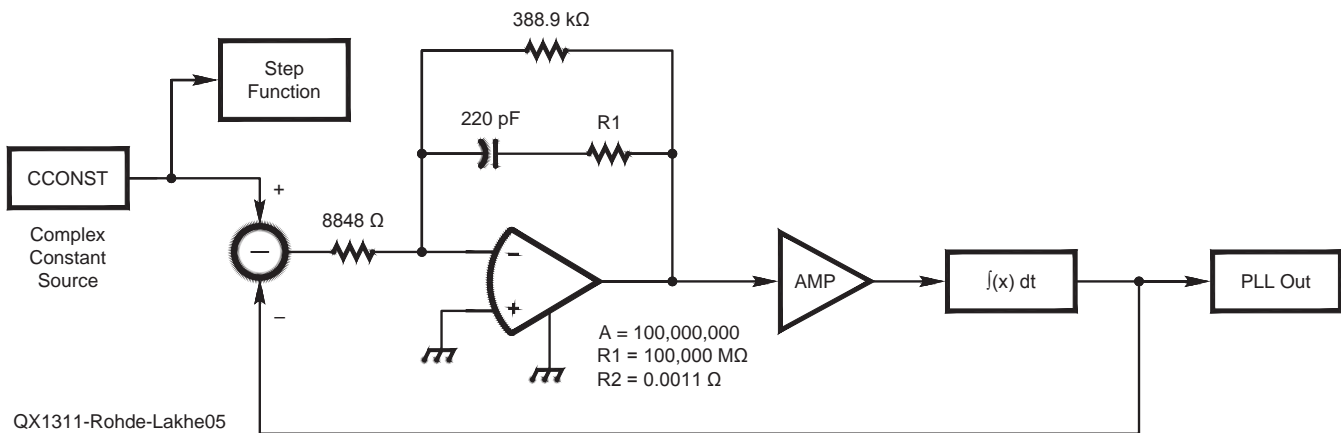 388.9 kΩ
Step
Function
220 pF
R1
CCONST
+
8848 Ω
Complex
Constant
Source
–
–
+
AMP
∫(x) dt
PLL Out
–
A = 100,000,000
R1 = 100,000 MΩ
R2 = 0.0011 Ω
QX1311-Rohde-Lakhe05